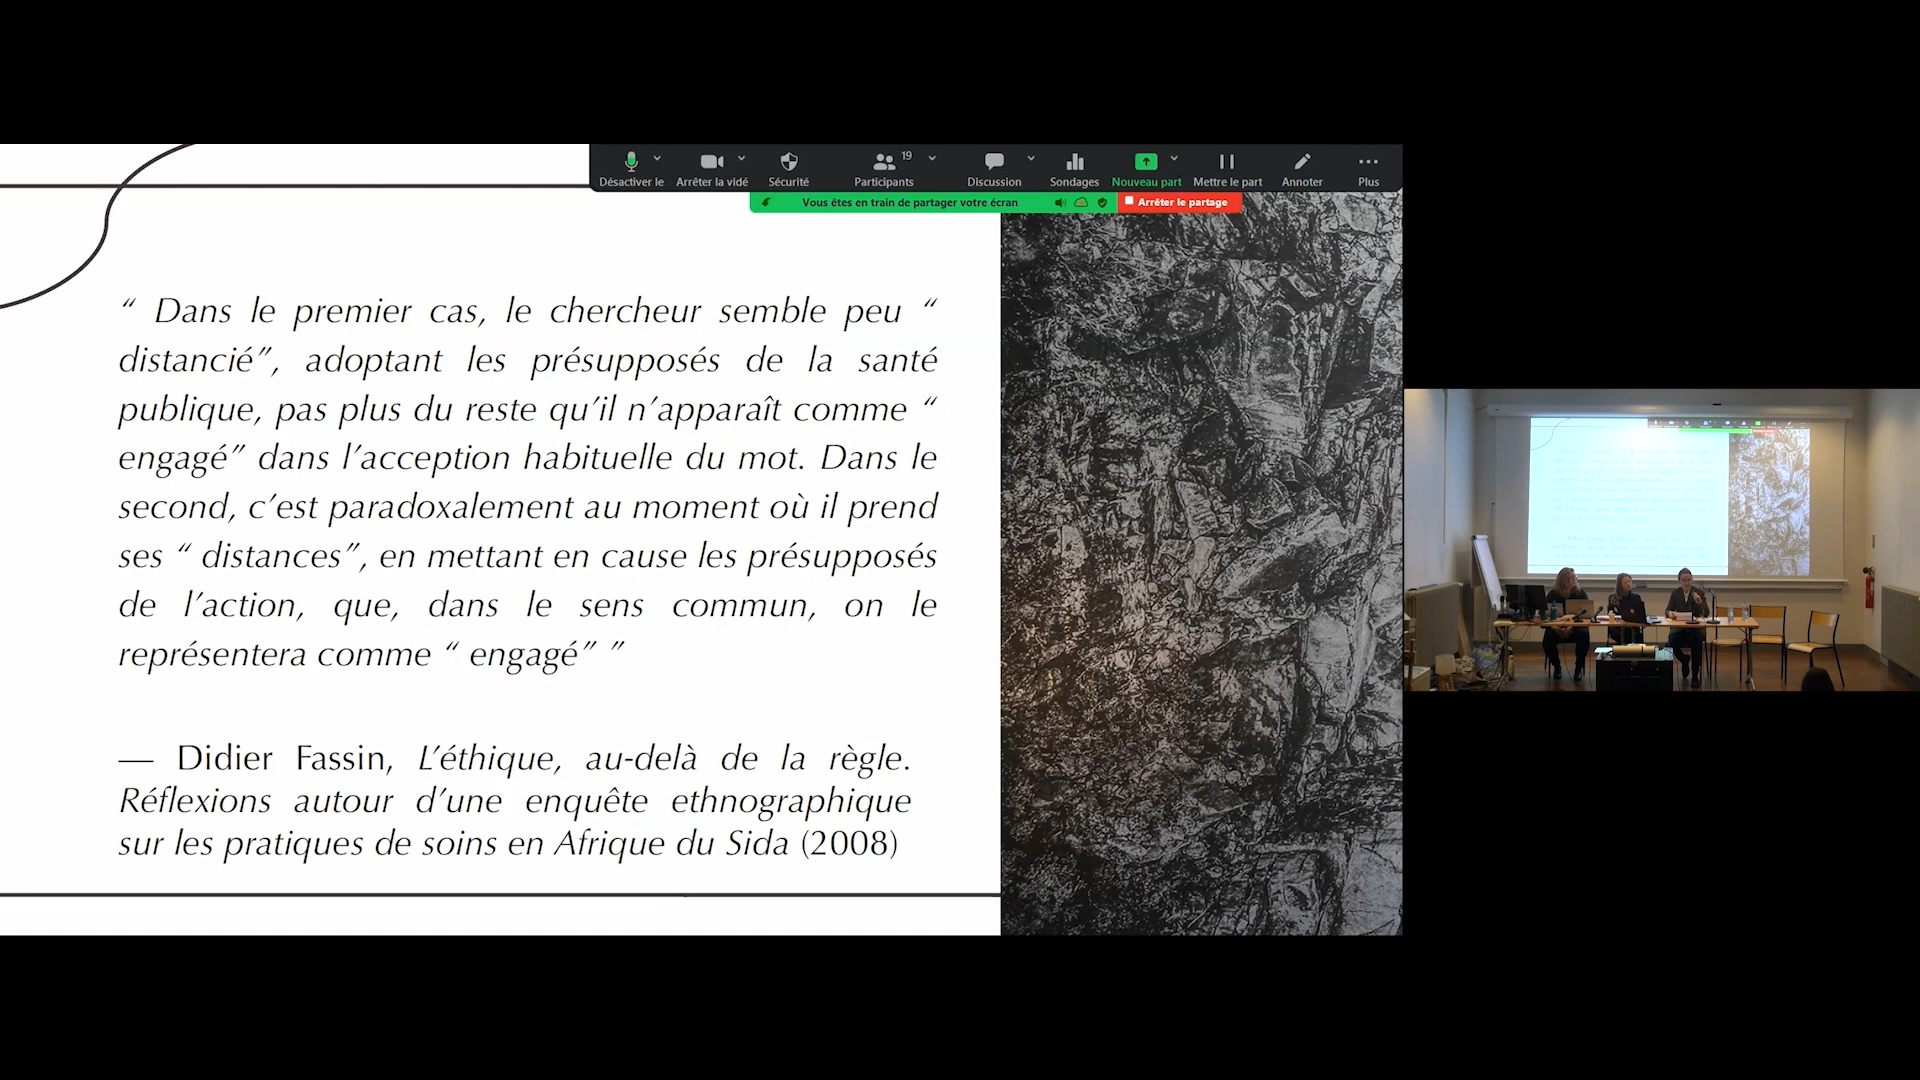 19
Désactiver le Arrêter la vidé Sécurité Participants Discussion Sondages Nouveau part Mettre le part Annoter Plus
Vous êtes en train de partager votre écran Arrêter le partage
“ Dans le premier cas, le chercheur semble peu “
distancié”, adoptant les présupposés de la santé
publique, pas plus du reste qu’il n’apparaît comme “
engagé” dans l’acception habituelle du mot. Dans le
second, c’est paradoxalement au moment où il prend
ses “ distances”, en mettant en cause les présupposés
de l’action, que, dans le sens commun, on le
représentera comme “ engagé” ”
— Didier Fassin, L’éthique, au-delà de la règle.
Réflexions autour d’une enquête ethnographique
sur les pratiques de soins en Afrique du Sida (2008)